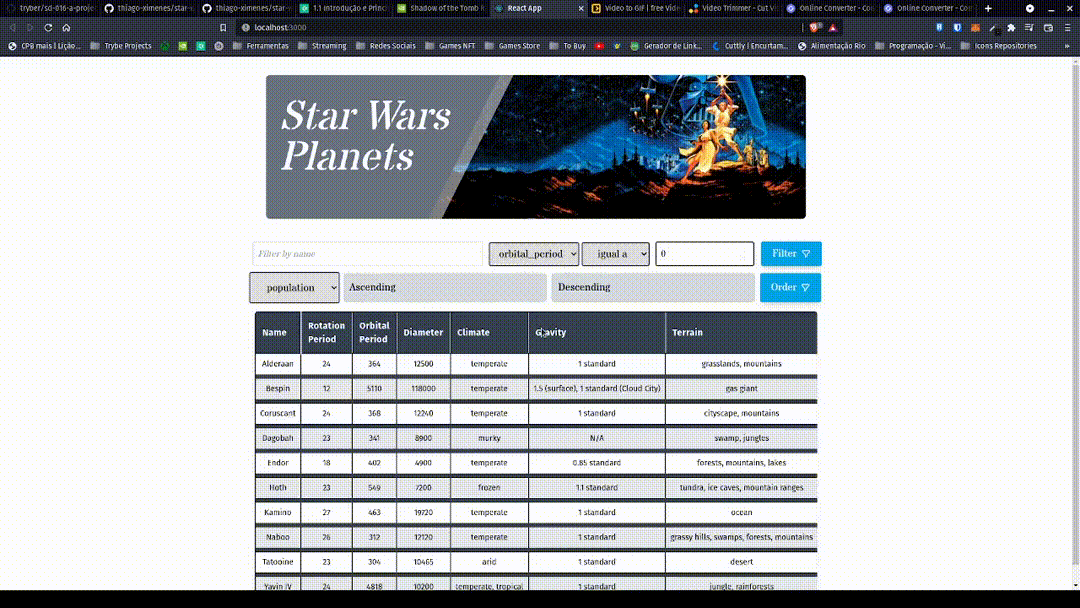 tryber/sd-016-a-proje
thiago-ximenes/star-
thiago-ximenes/star-
1.1 Introdução e Princ
Shadow of the Tomb R
React App
Video to GIF | free Vide
Video Trimmer - Cut Vi
Online Converter - Co
Online Converter - Con
localhost:3000
CPB mais | Lição...
Trybe Projects
Ferramentas
Streaming
Redes Sociais
Games NFT
Games Store
To Buy
Gerador de Link...
Cuttly | Encurtam...
Alimentação Rio
Programação - Vi...
Icons Repositories
Star Wars
Planets
Filter by name orbital_period igual a 0 Filter
population Ascending Descending Order
Name Rotation Period Orbital Period Diameter Climate Gravity Terrain
Alderaan 24 364 12500 temperate 1 standard grasslands, mountains
Bespin 12 5110 118000 temperate 1.5 (surface), 1 standard (Cloud City) gas giant
Coruscant 24 368 12240 temperate 1 standard cityscape, mountains
Dagobah 23 341 8900 murky N/A swamp, jungles
Endor 18 402 4900 temperate 0.85 standard forests, mountains, lakes
Hoth 23 549 7200 frozen 1.1 standard tundra, ice caves, mountain ranges
Kamino 27 463 19720 temperate 1 standard ocean
Naboo 26 312 12120 temperate 1 standard grassy hills, swamps, forests, mountains
Tatooine 23 304 10465 arid 1 standard desert
Yavin IV 24 4818 10200 temperate, tropical 1 standard jungle, rainforests